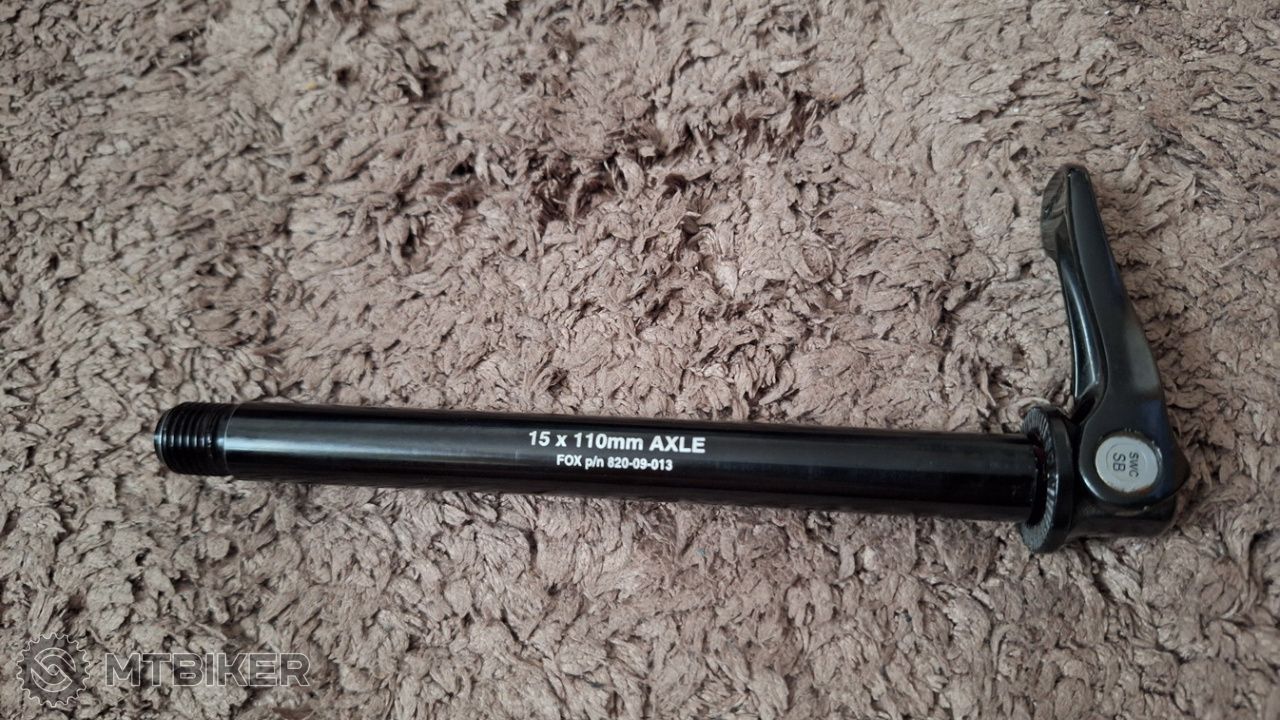 15 x 110mm AXLE
FOX p/n 820-09-013
SWC
SB
MTBIKER